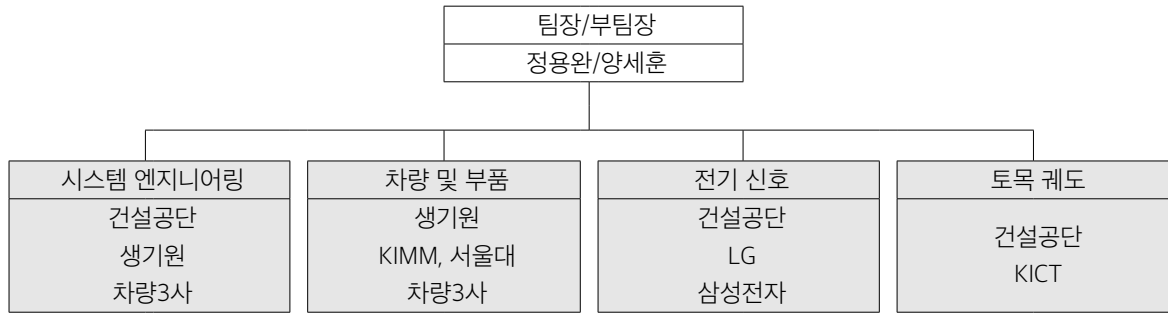 팀장/부팀장
정용완/양세훈
시스템 엔지니어링
건설공단
생기원
차량3사
차량 및 부품
생기원
KIMM, 서울대
차량3사
전기 신호
건설공단
LG
삼성전자
토목 궤도
건설공단
KICT